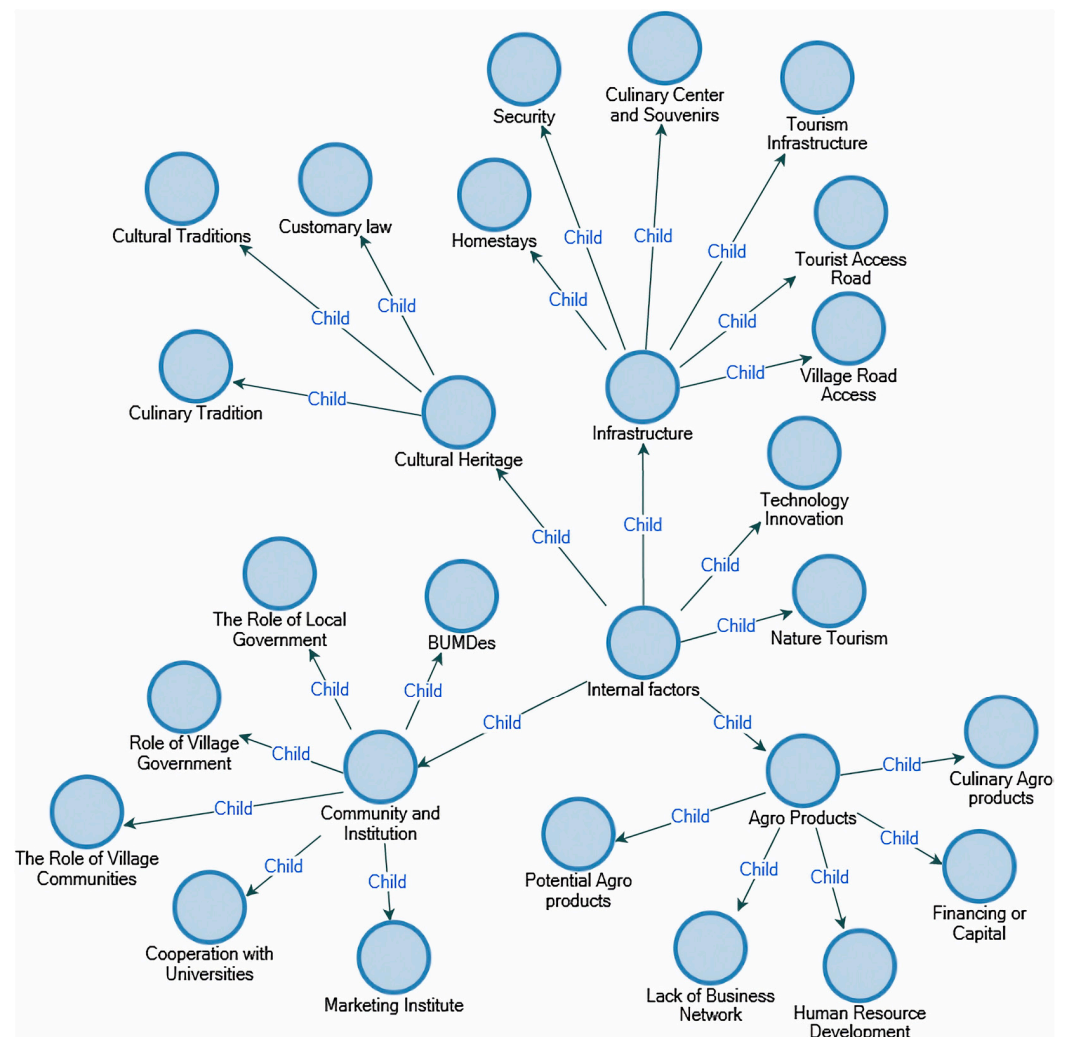 Security
Culinary Center
and Souvenirs
Tourism
Infrastructure
Cultural Traditions
Customary law
Homestays
Child
Child
Child
Tourist Access
Road
Child
Child
Child
Child
Child
Village Road
Access
Culinary Tradition
Child
Cultural Heritage
Infrastructure
Technology
Innovation
Child
Child
Child
The Role of Local
Government
BUMDes
Child
Nature Tourism
Internal factors
Child
Child
Child
Child
Role of Village
Government
Child
Child
Culinary Agro
products
Community and
Institution
Child
Agro Products
Child
Child
The Role of Village
Communities
Child
Child
Potential Agro
products
Child
Child
Financing or
Capital
Cooperation with
Universities
Marketing Institute
Lack of Business
Network
Human Resource
Development